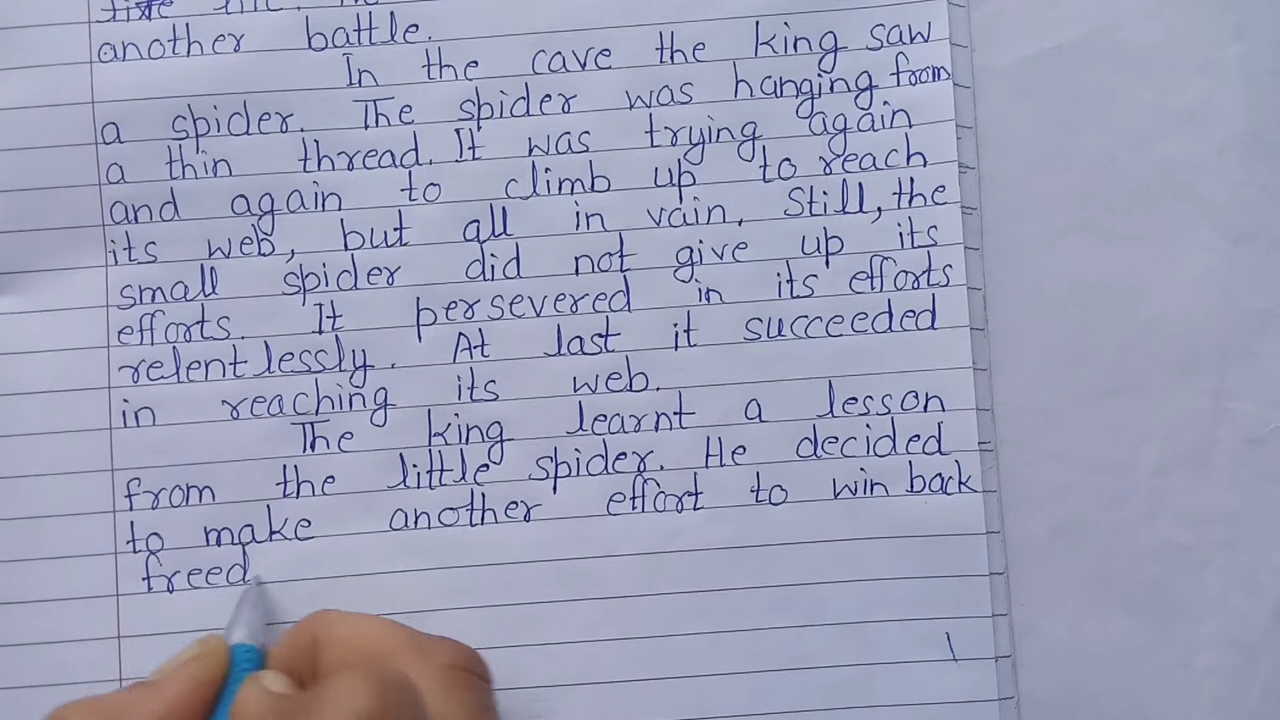 another battle.
In the cave the king saw
a spider. The spider was hanging from
a thin thread. It was trying again
and again to climb up to reach
its web, but all in vain. Still, the
small spider did not give up its
efforts. It persevered in its efforts
relentlessly. At last it succeeded
in reaching its web.
The king learnt a lesson
from the little spider. He decided
to make another effort to win back
freed